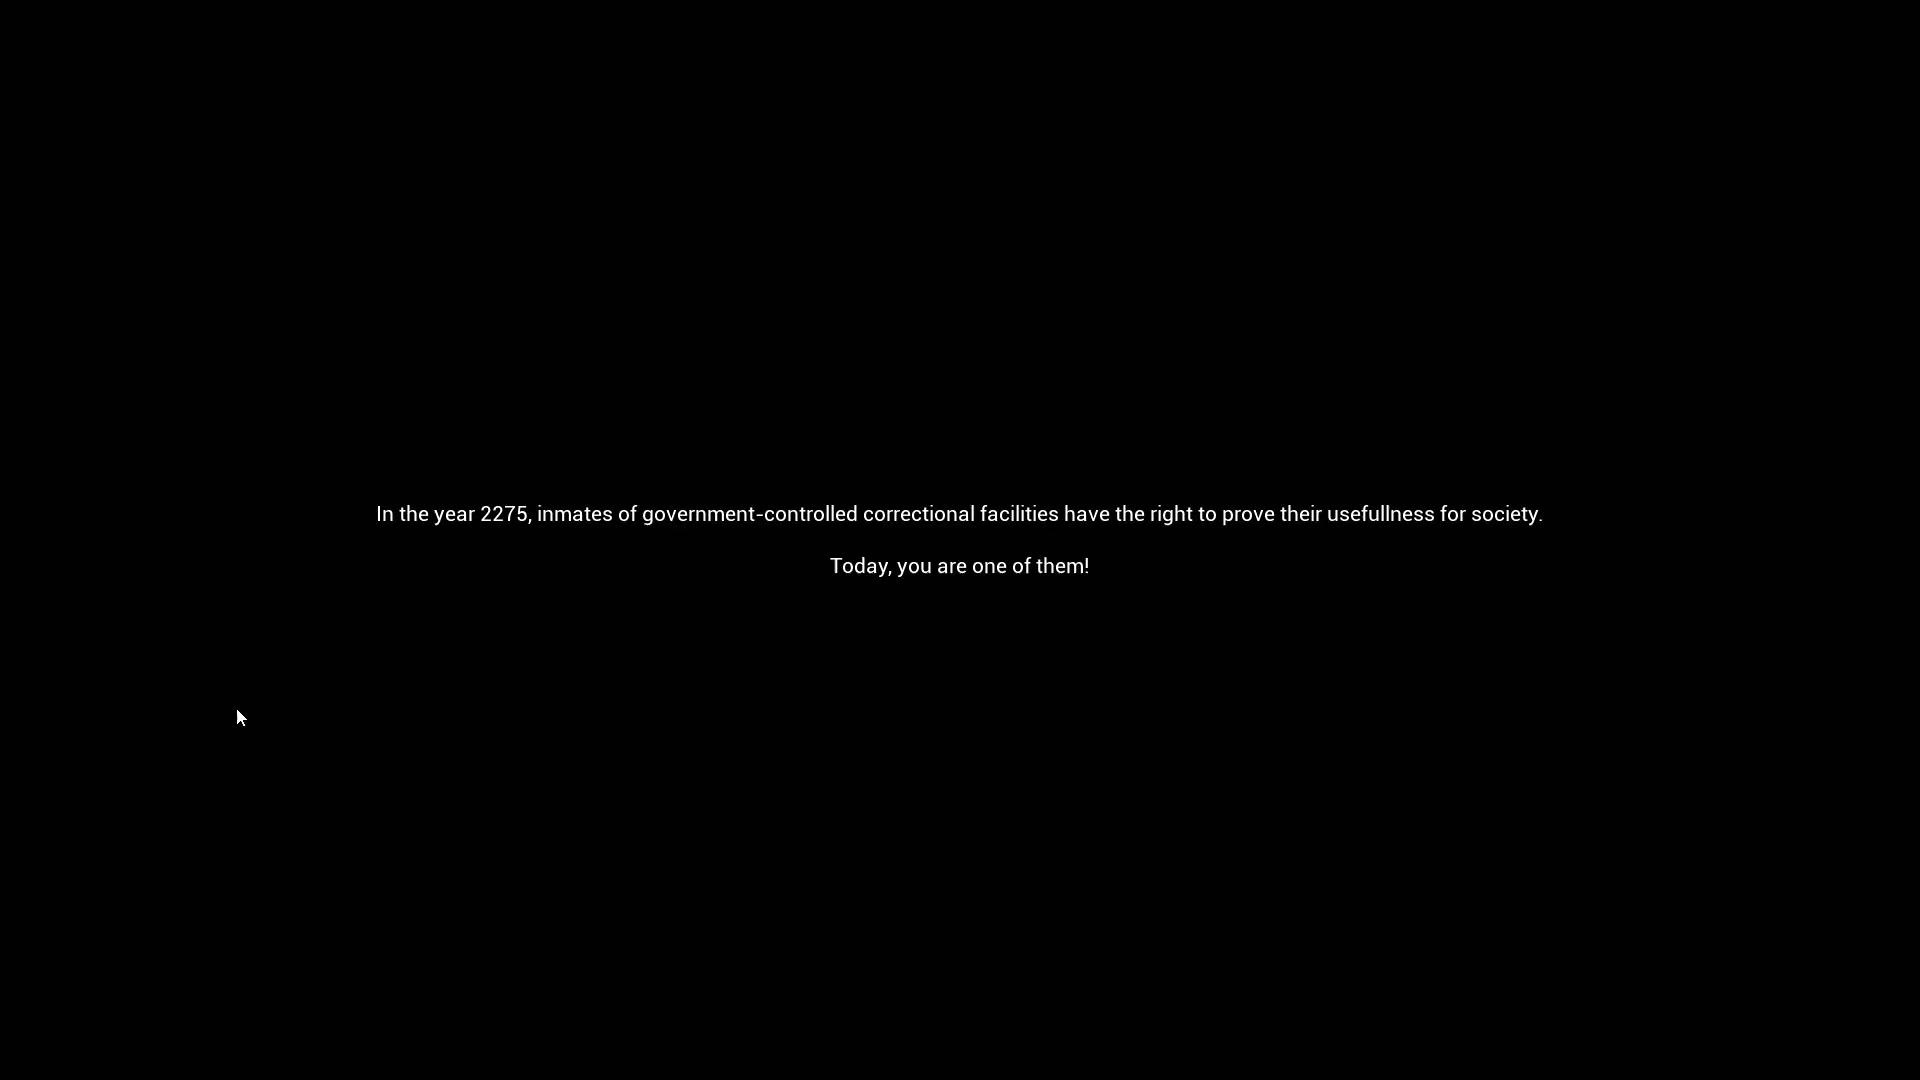 In the year 2275, inmates of government-controlled correctional facilities have the right to prove their usefullness for society.
Today, you are one of them!